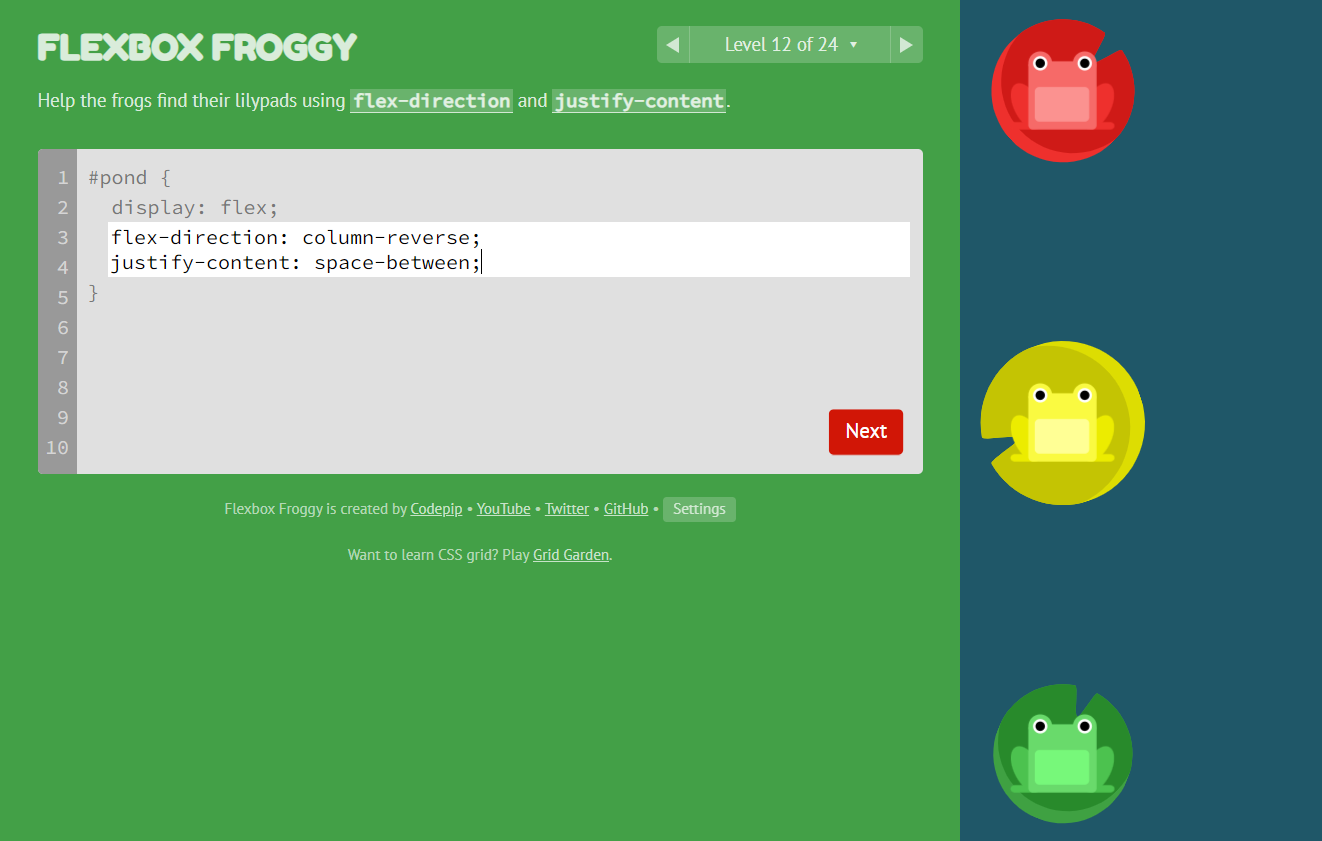 FLEXBOX FROGGY
◀ Level 12 of 24 ▼ ▶
Help the frogs find their lilypads using flex-direction and justify-content.
1 #pond {
2 display: flex;
3 flex-direction: column-reverse;
4 justify-content: space-between;
5 }
6
7
8
9
10
Next
Flexbox Froggy is created by Codepip • YouTube • Twitter • GitHub • Settings
Want to learn CSS grid? Play Grid Garden.